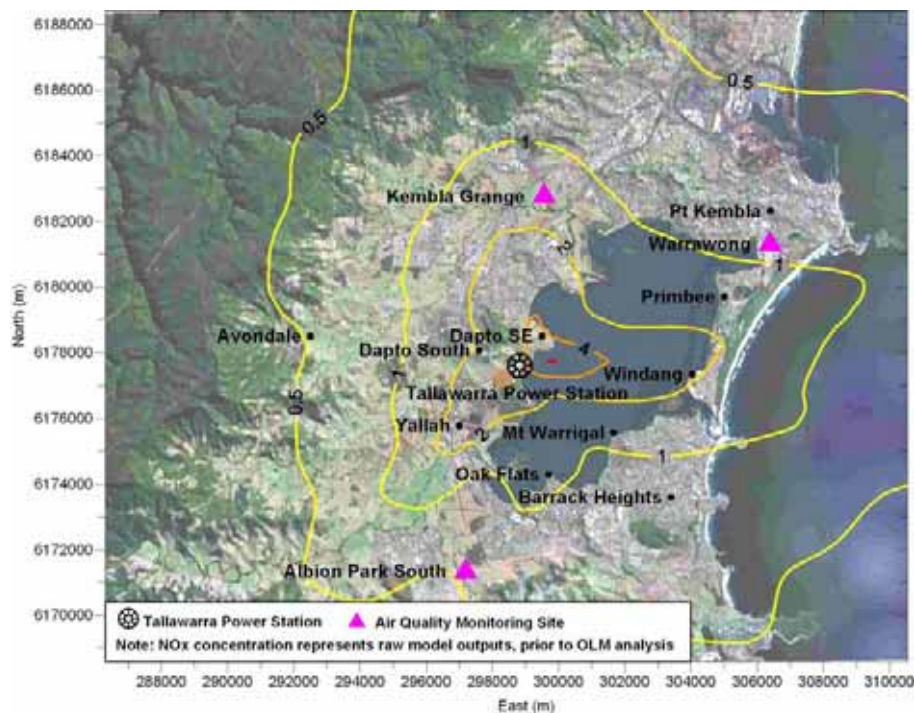 6188000
6186000
6184000
6182000
6180000
6178000
6176000
6174000
6172000
6170000
North (m)
0.5
0.5
1
Kembla Grange
Pt Kembla
Warrawong
2
1
Primbee
Avondale
Dapto SE
Dapto South
4
Windang
1
Tallawarra Power Station
0.5
Yallah
2
Mt Warrigal
Oak Flats
1
Barrack Heights
Albion Park South
Tallawarra Power Station
Air Quality Monitoring Site
Note: NOx concentration represents raw model outputs, prior to OLM analysis
288000 290000 292000 294000 296000 298000 300000 302000 304000 306000 308000 310000
East (m)